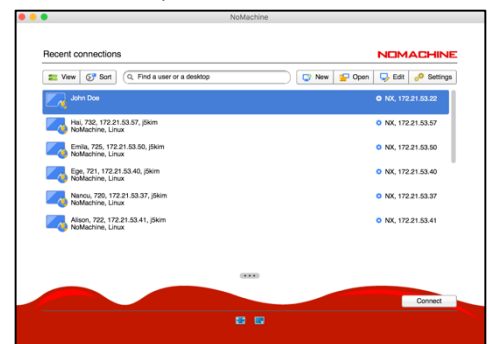 NoMachine
Recent connections
NOMACHINE
View Sort Find a user or a desktop New Open Edit Settings
John Doe NX, 172.21.53.22
Hai, 732, 172.21.53.57, j5kim NX, 172.21.53.57
NoMachine, Linux
Emila, 725, 172.21.53.50, j5kim NX, 172.21.53.50
NoMachine, Linux
Ege, 721, 172.21.53.40, j5kim NX, 172.21.53.40
NoMachine, Linux
Nancu, 720, 172.21.53.37, j5kim NX, 172.21.53.37
NoMachine, Linux
Alison, 722, 172.21.53.41, j5kim NX, 172.21.53.41
NoMachine, Linux
Connect